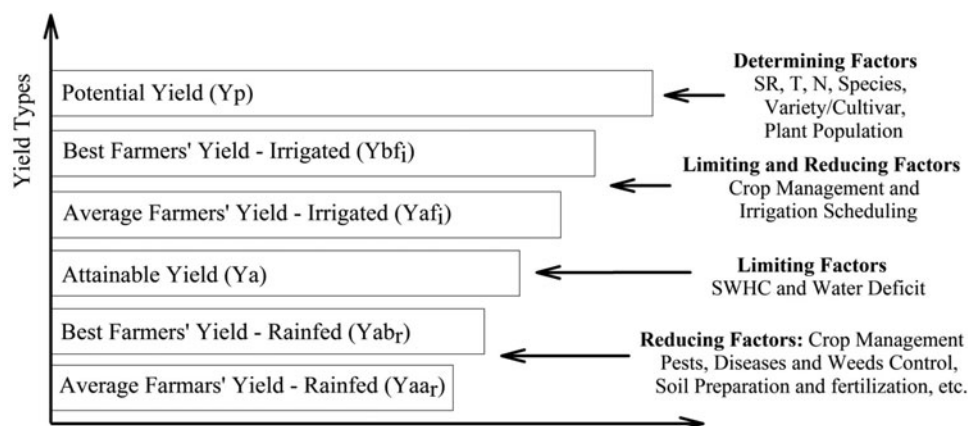 Yield Types
Potential Yield (Yp)
Best Farmers' Yield - Irrigated (Ybfi)
Average Farmers' Yield - Irrigated (Yafi)
Attainable Yield (Ya)
Best Farmers' Yield - Rainfed (Yabr)
Average Farmars' Yield - Rainfed (Yaar)
Determining Factors
SR, T, N, Species,
Variety/Cultivar,
Plant Population
Limiting and Reducing Factors
Crop Management and
Irrigation Scheduling
Limiting Factors
SWHC and Water Deficit
Reducing Factors: Crop Management
Pests, Diseases and Weeds Control,
Soil Preparation and fertilization, etc.